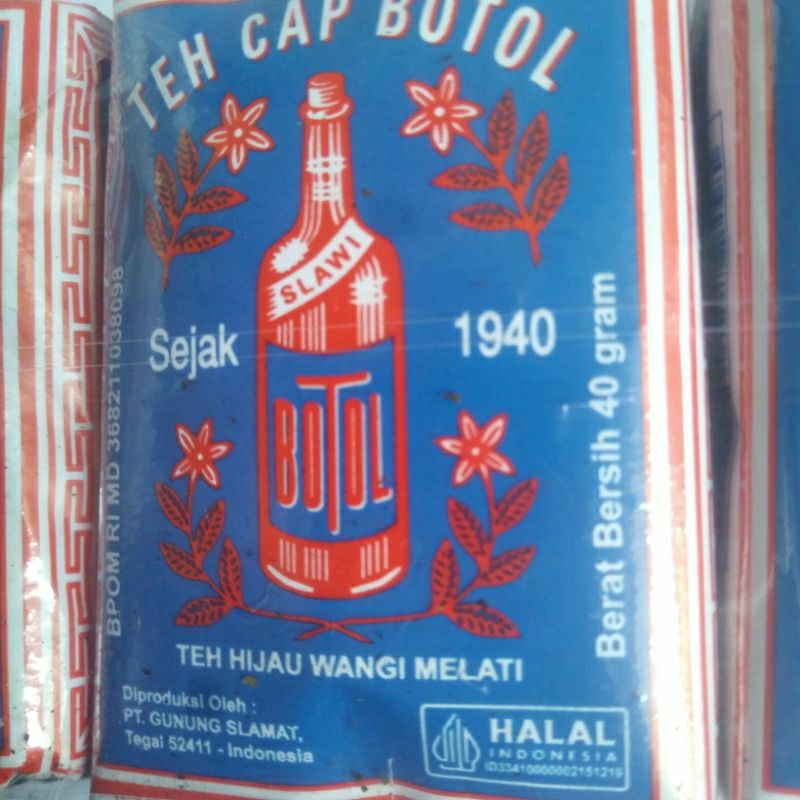 TEH CAP BOTOL
SLAWI
Sejak 1940
BOTOL
BPOM RI MD 368211038098
Berat Bersih 40 gram
TEH HIJAU WANGI MELATI
Diproduksi Oleh :
PT. GUNUNG SLAMAT,
Tegal 52411 - Indonesia
HALAL
INDONESIA
ID33410000002151219